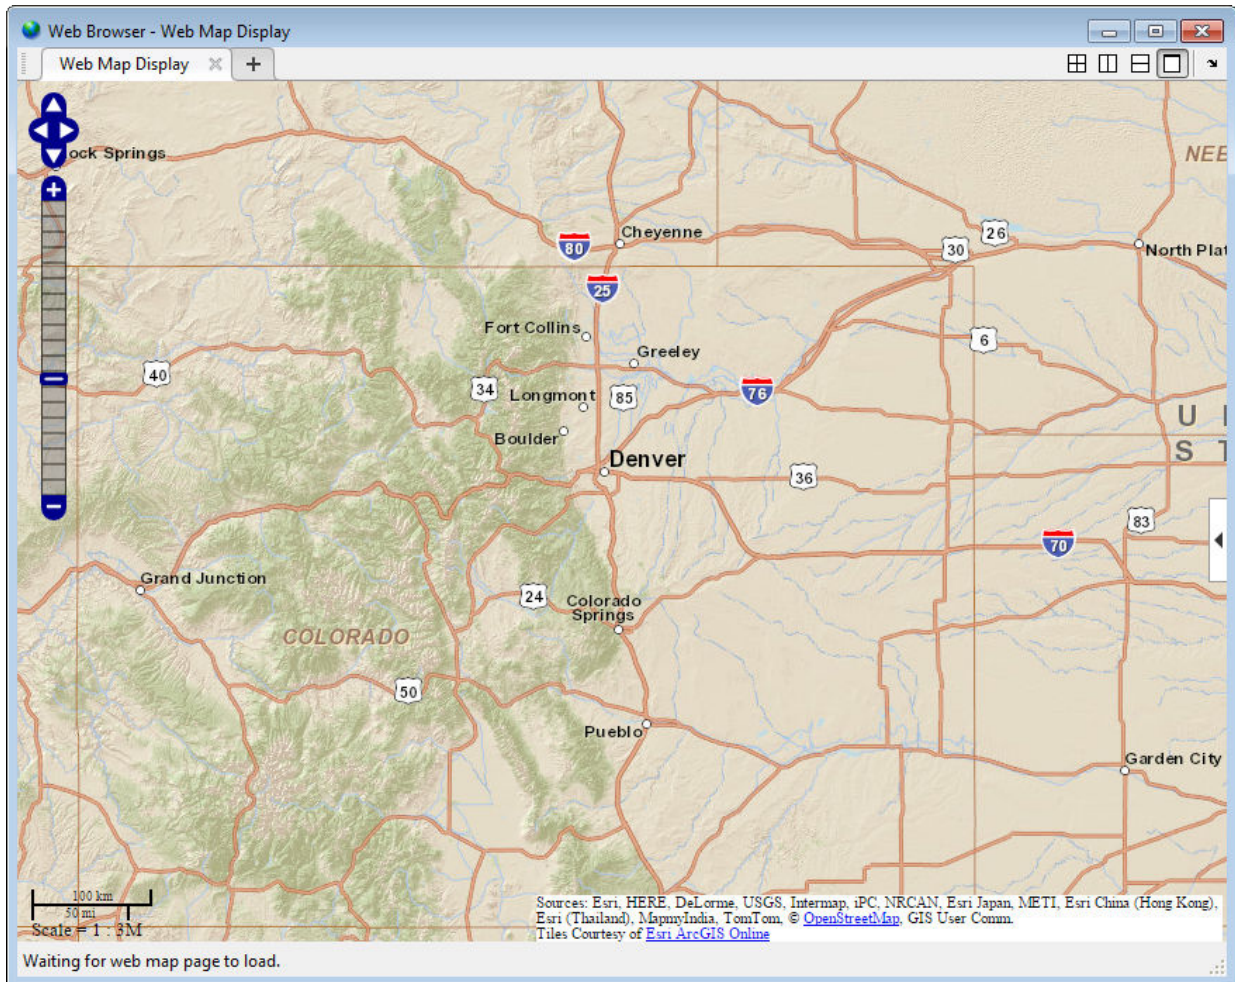 Web Browser - Web Map Display
Web Map Display
ock Springs
NEE
Cheyenne
26
80
30
North Plat
25
Fort Collins
6
Greeley
40
34
Longmont
85
76
U
Boulder
S T
Denver
36
83
70
Grand Junction
24
Colorado
Springs
COLORADO
50
Pueblo
Garden City
100 km
50 mi
Scale = 1 : 3M
Sources: Esri, HERE, DeLorme, USGS, Intermap, iPC, NRCAN, Esri Japan, METI, Esri China (Hong Kong),
Esri (Thailand), MapmyIndia, TomTom, © OpenStreetMap, GIS User Comm.
Tiles Courtesy of Esri ArcGIS Online
Waiting for web map page to load.